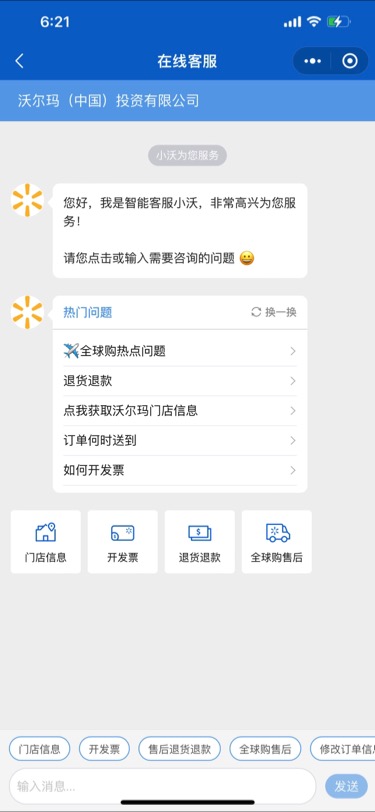 6:21
在线客服
沃尔玛（中国）投资有限公司
小沃为您服务
您好，我是智能客服小沃，非常高兴为您服
务！
请您点击或输入需要咨询的问题 😀
热门问题 换一换
✈️全球购热点问题
退货退款
点我获取沃尔玛门店信息
订单何时送到
如何开发票
门店信息 开发票 退货退款 全球购售后
门店信息 开发票 售后退货退款 全球购售后 修改订单信息
输入消息... 发送